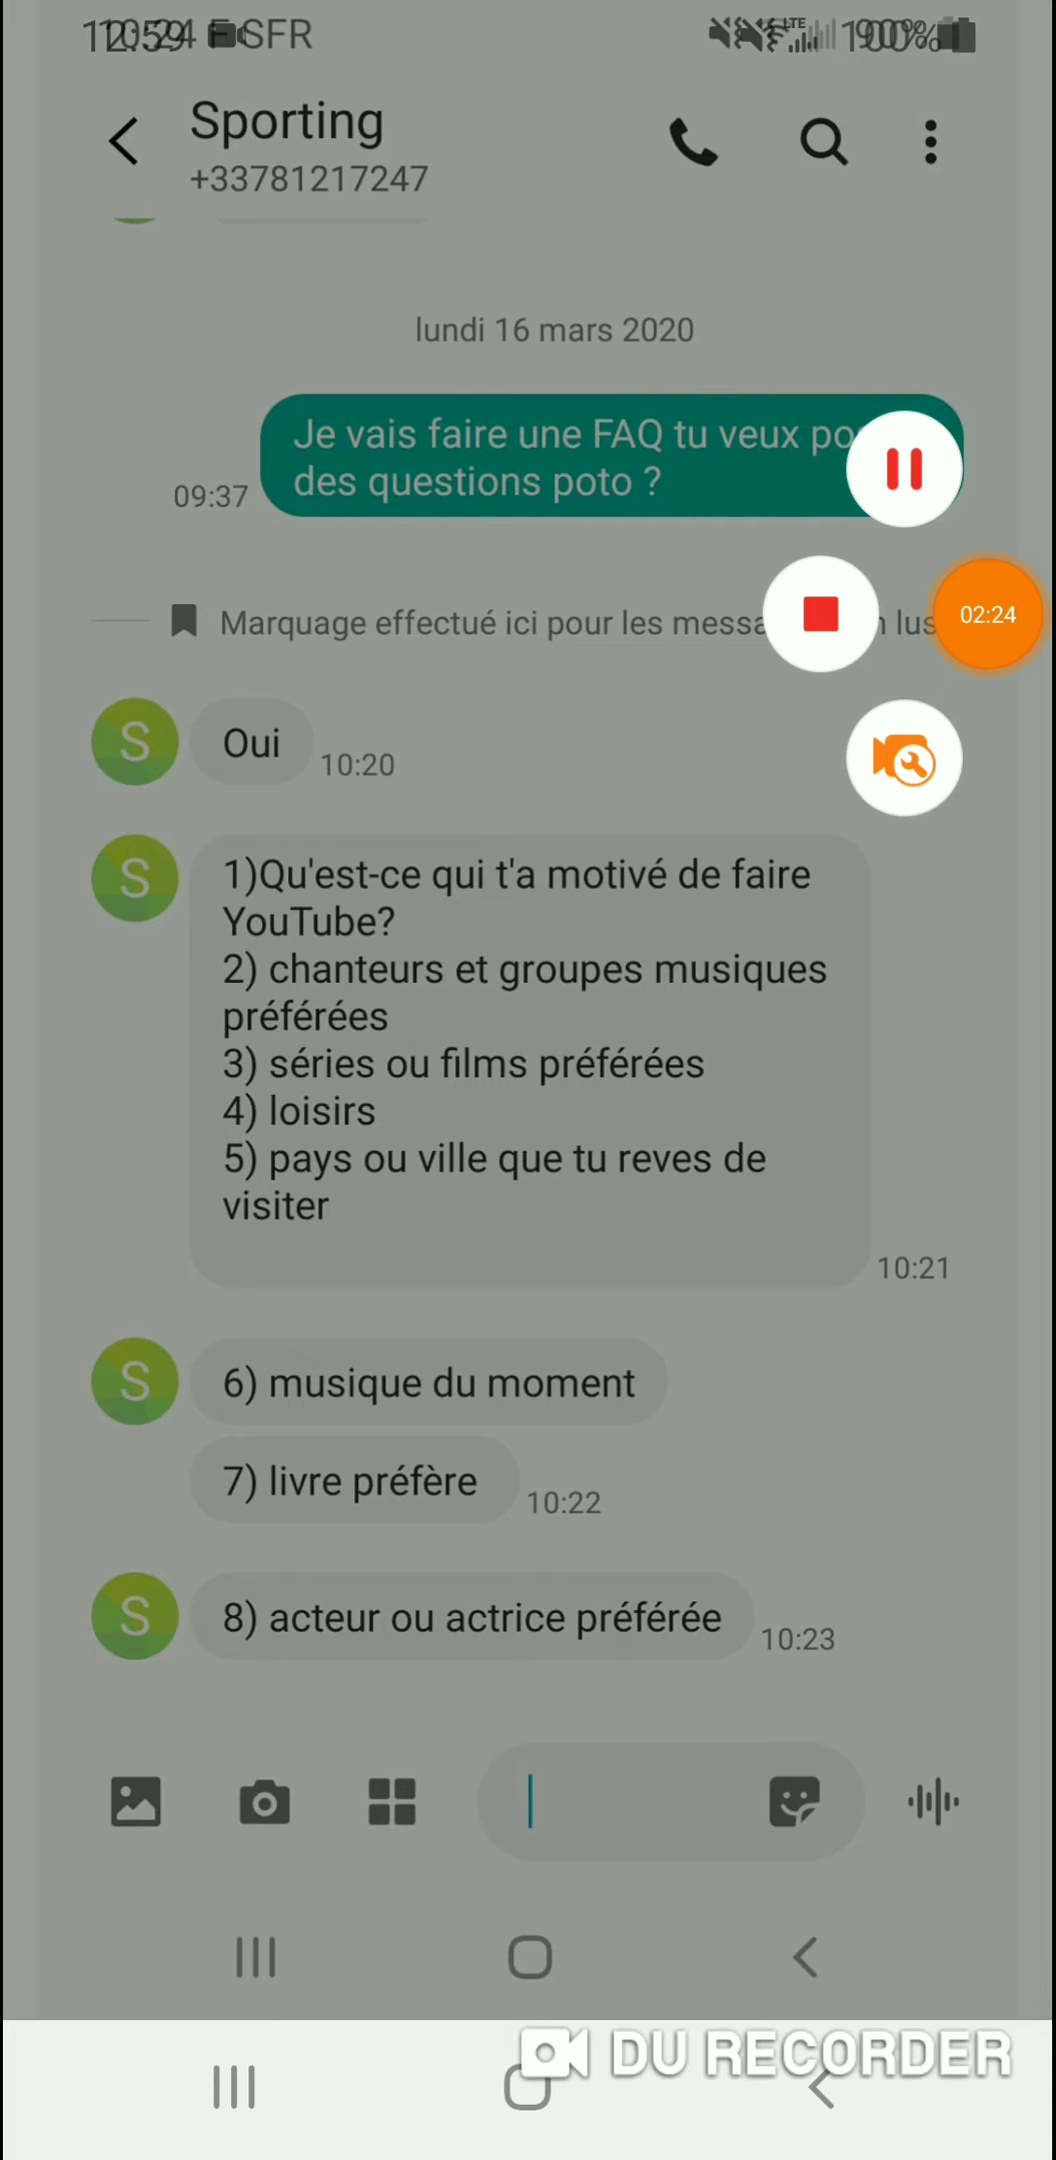 SFR
LTE
Sporting
+33781217247
lundi 16 mars 2020
Je vais faire une FAQ tu veux
des questions poto ?
09:37
Marquage effectué ici pour les
02:24
S
Oui
10:20
S
1)Qu'est-ce qui t'a motivé de faire
YouTube?
2) chanteurs et groupes musiques
préférées
3) séries ou films préférées
4) loisirs
5) pays ou ville que tu reves de
visiter
10:21
S
6) musique du moment
7) livre préfère
10:22
S
8) acteur ou actrice préférée
10:23
DU RECORDER